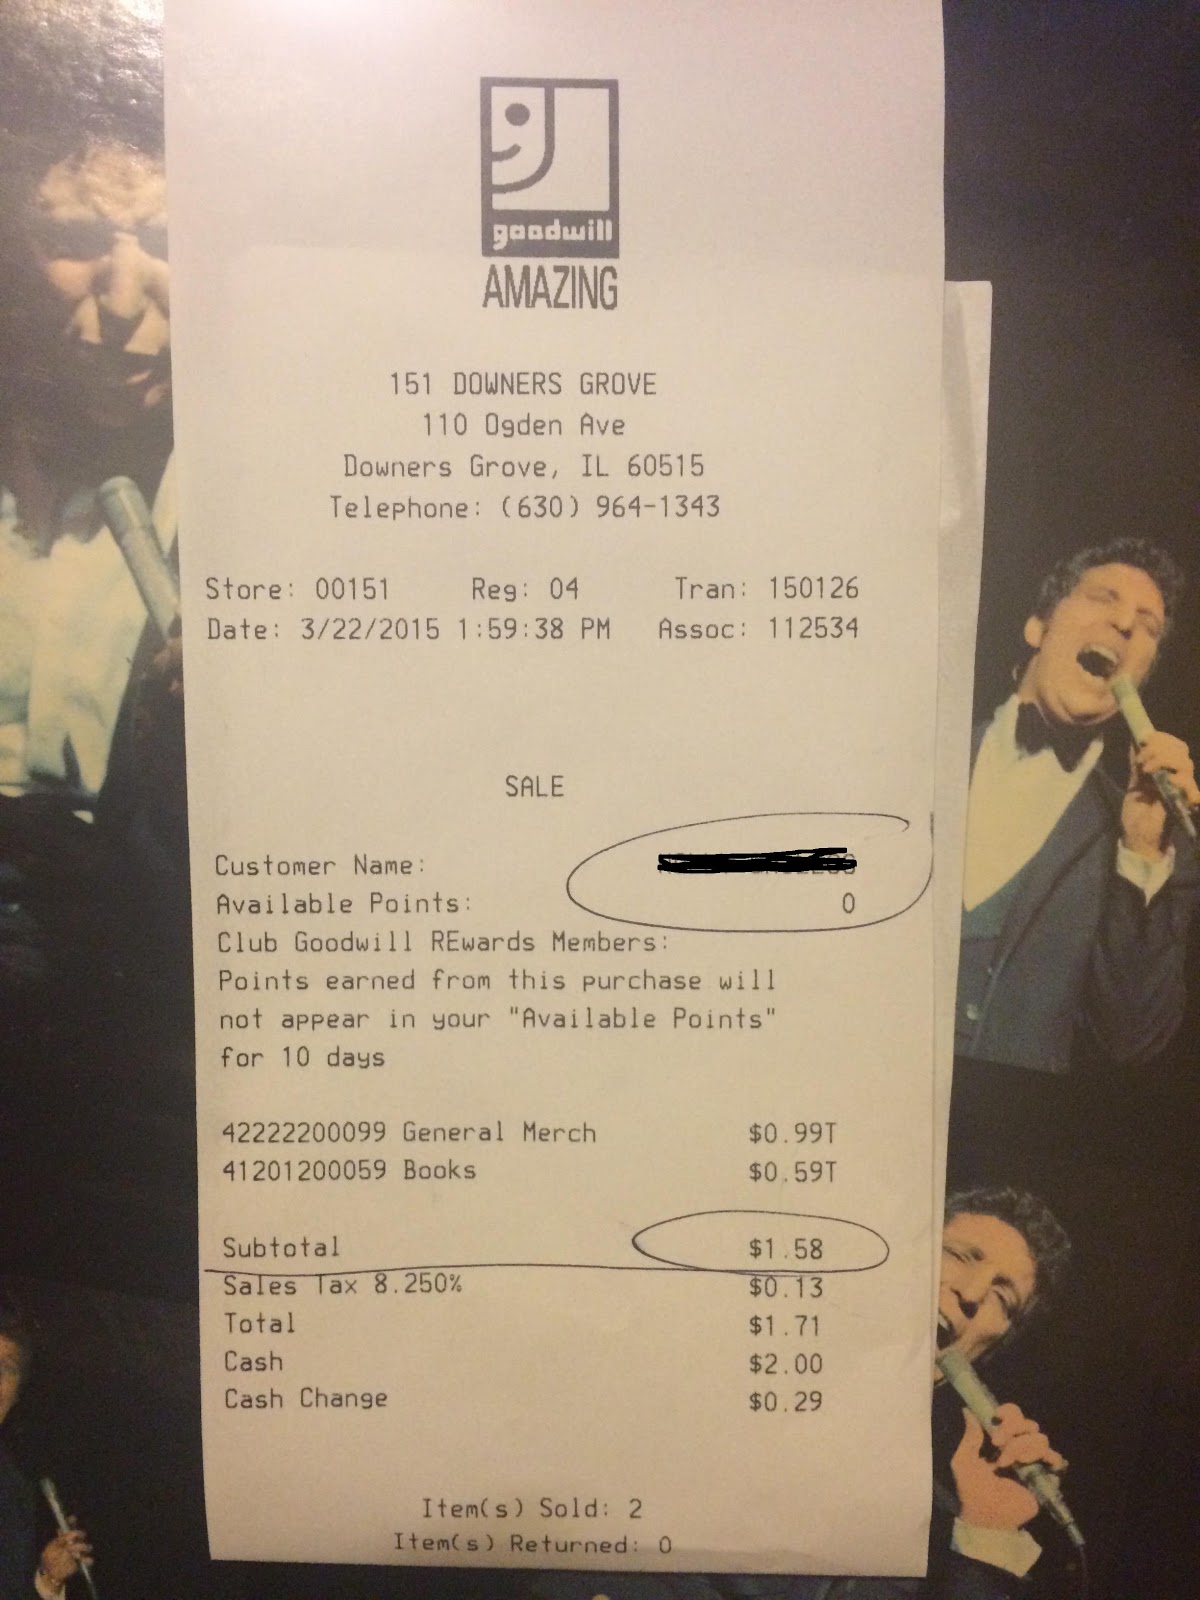 goodwill
AMAZING
151 DOWNERS GROVE
110 Ogden Ave
Downers Grove, IL 60515
Telephone: (630) 964-1343
Store: 00151 Reg: 04 Tran: 150126
Date: 3/22/2015 1:59:38 PM Assoc: 112534
SALE
Customer Name:
Available Points: 0
Club Goodwill REwards Members:
Points earned from this purchase will
not appear in your "Available Points"
for 10 days
42222200099 General Merch $0.99T
41201200059 Books $0.59T
Subtotal $1.58
Sales Tax 8.250% $0.13
Total $1.71
Cash $2.00
Cash Change $0.29
Item(s) Sold: 2
Item(s) Returned: 0